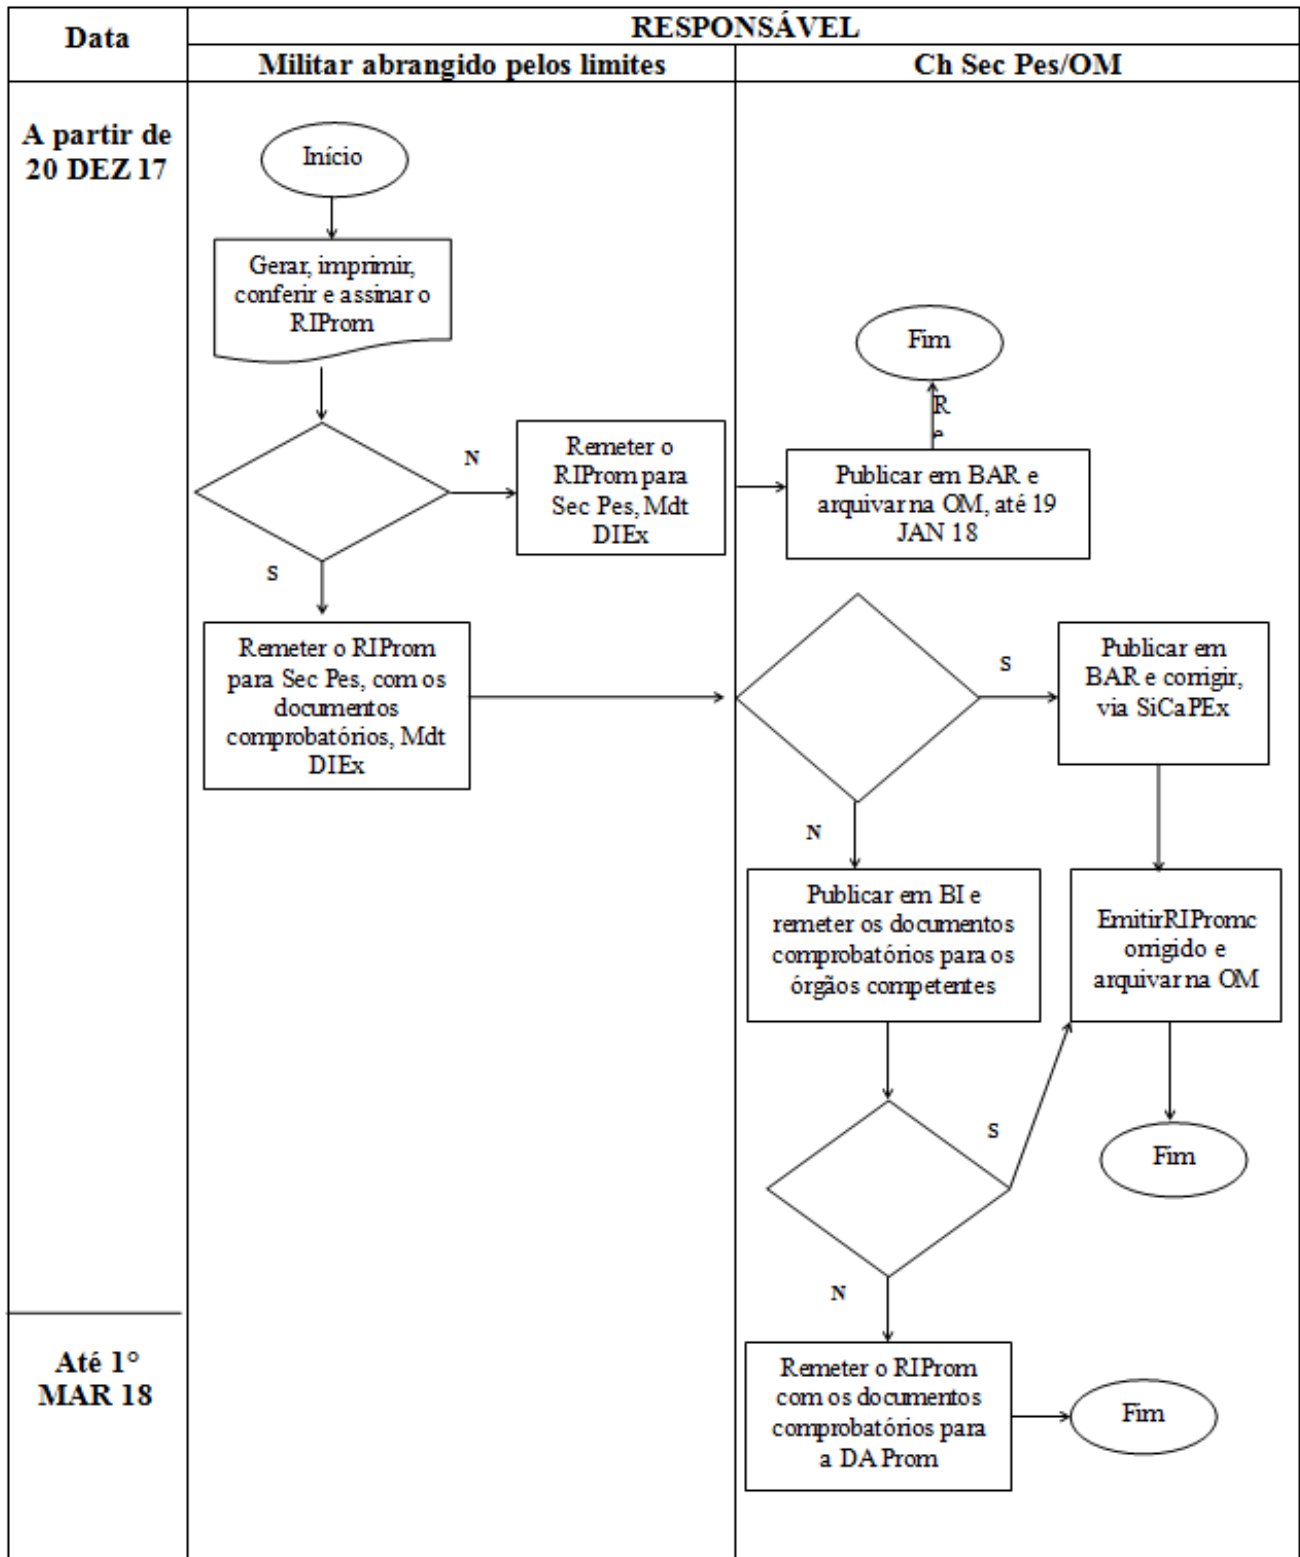 Data
RESPONSÁVEL
Militar abrangido pelos limites
Ch Sec Pes/OM
A partir de
20 DEZ 17
Início
Gerar, imprimir,
conferir e assinar o
RIProm
Fim
R
N
Remeter o
RIProm para
Sec Pes, Mdt
DIEx
Publicar em BAR e
arquivar na OM, até 19
JAN 18
S
Remeter o RIProm
para Sec Pes, com os
documentos
comprobatórios, Mdt
DIEx
S
Publicar em
BAR e corrigir,
via SiCaPEx
N
Publicar em BI e
remeter os documentos
comprobatórios para os
órgãos competentes
EmitirRIPromc
orrigido e
arquivar na OM
S
Fim
N
Até 1°
MAR 18
Remeter o RIProm
com os documentos
comprobatórios para
a DA Prom
Fim